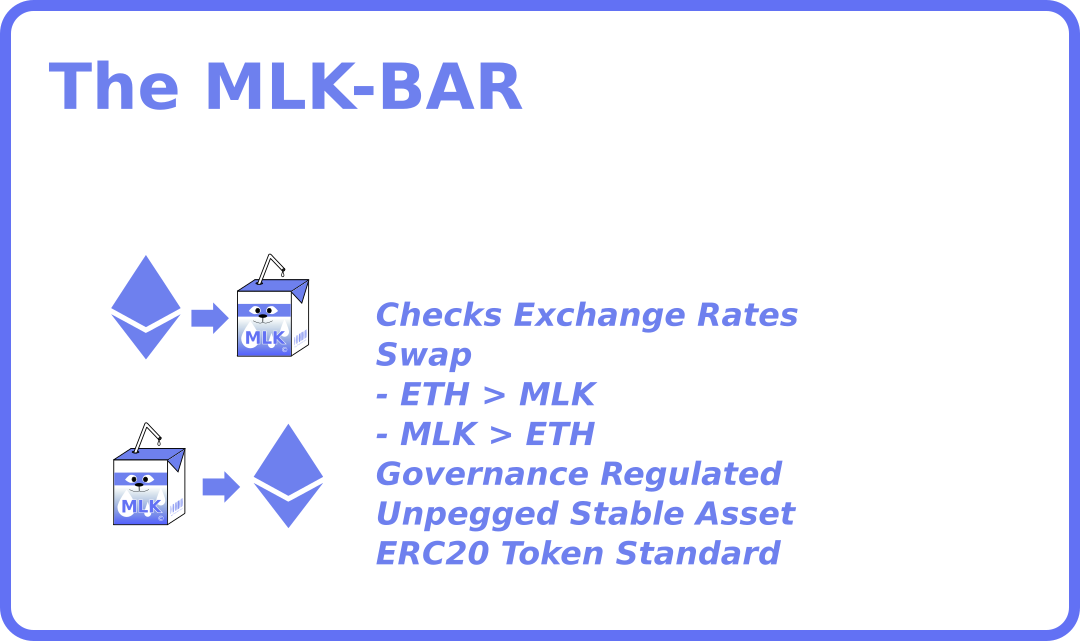 The MLK-BAR
MLK
Checks Exchange Rates
Swap
- ETH > MLK
- MLK > ETH
Governance Regulated
Unpegged Stable Asset
ERC20 Token Standard
MLK